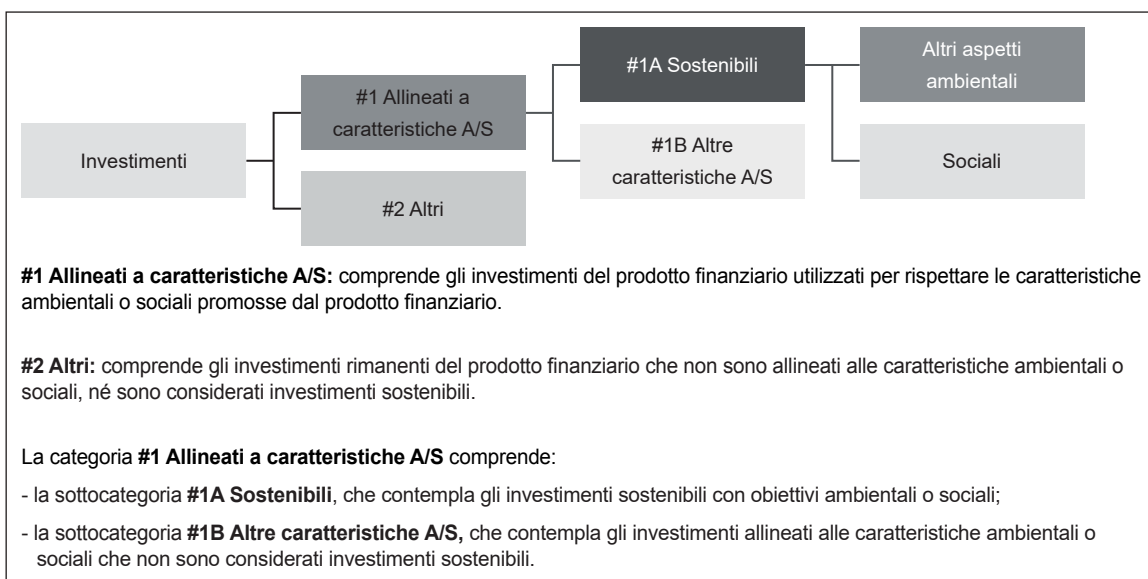 Investimenti
#1 Allineati a
caratteristiche A/S
#2 Altri
#1A Sostenibili
#1B Altre
caratteristiche A/S
Altri aspetti
ambientali
Sociali
#1 Allineati a caratteristiche A/S: comprende gli investimenti del prodotto finanziario utilizzati per rispettare le caratteristiche
ambientali o sociali promosse dal prodotto finanziario.
#2 Altri: comprende gli investimenti rimanenti del prodotto finanziario che non sono allineati alle caratteristiche ambientali o
sociali, né sono considerati investimenti sostenibili.
La categoria #1 Allineati a caratteristiche A/S comprende:
- la sottocategoria #1A Sostenibili, che contempla gli investimenti sostenibili con obiettivi ambientali o sociali;
- la sottocategoria #1B Altre caratteristiche A/S, che contempla gli investimenti allineati alle caratteristiche ambientali o
sociali che non sono considerati investimenti sostenibili.